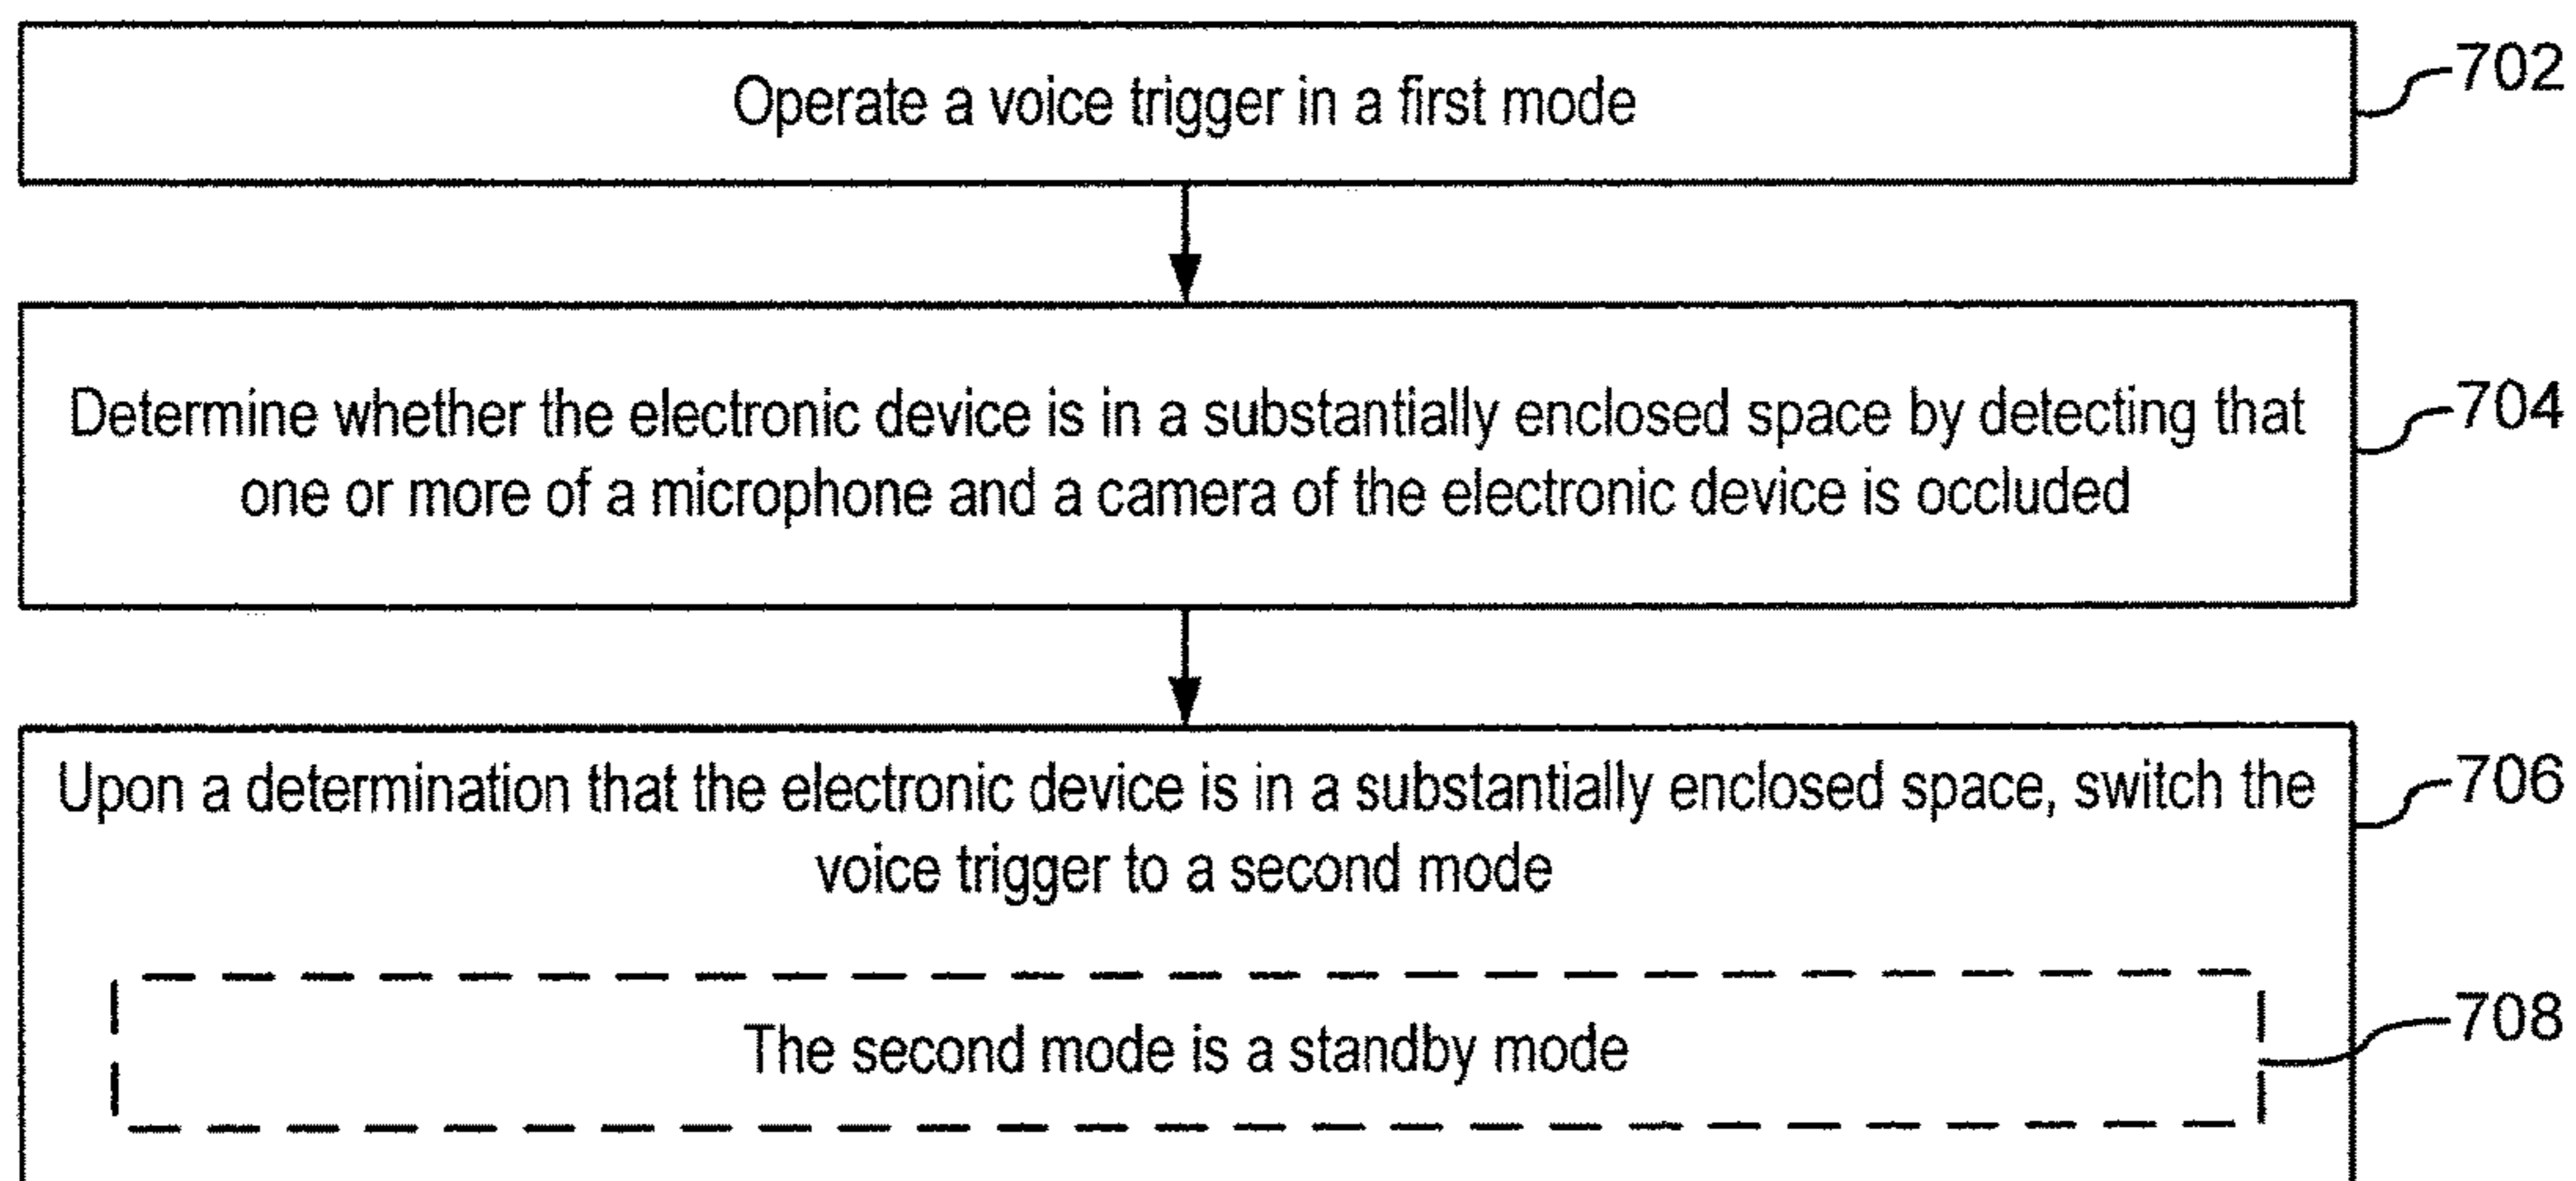 Operate a voice trigger in a first mode
702
Determine whether the electronic device is in a substantially enclosed space by detecting that
one or more of a microphone and a camera of the electronic device is occluded
704
Upon a determination that the electronic device is in a substantially enclosed space, switch the
voice trigger to a second mode
706
The second mode is a standby mode
708